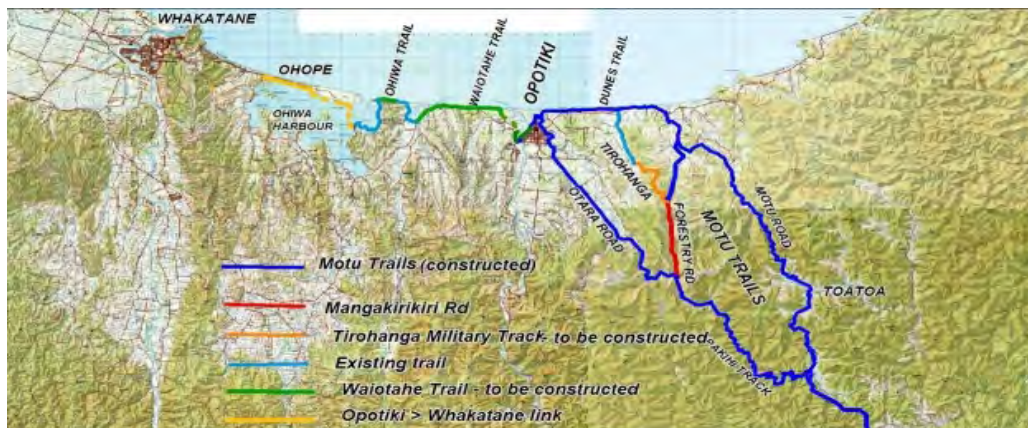 WHAKATANE
OHOPE
OHIWA
HARBOUR
OHIWA TRAIL
WAIOTAHE TRAIL
OPOTIKI
DUNES TRAIL
TIROHANGA
OTARA ROAD
FORESTRY RD
MOTU TRAILS
MOTU ROAD
TOATOA
PAKIHI TRACK
Motu Trails (constructed)
Mangakirikiri Rd
Tirohanga Military Track - to be constructed
Existing trail
Waiotahe Trail - to be constructed
Opotiki > Whakatane link